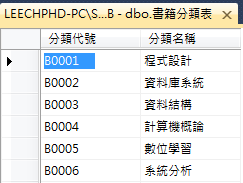 LEECHPHD-PC\S...B - dbo.書籍分類表
分類代號 分類名稱
B0001 程式設計
B0002 資料庫系統
B0003 資料結構
B0004 計算機概論
B0005 數位學習
B0006 系統分析